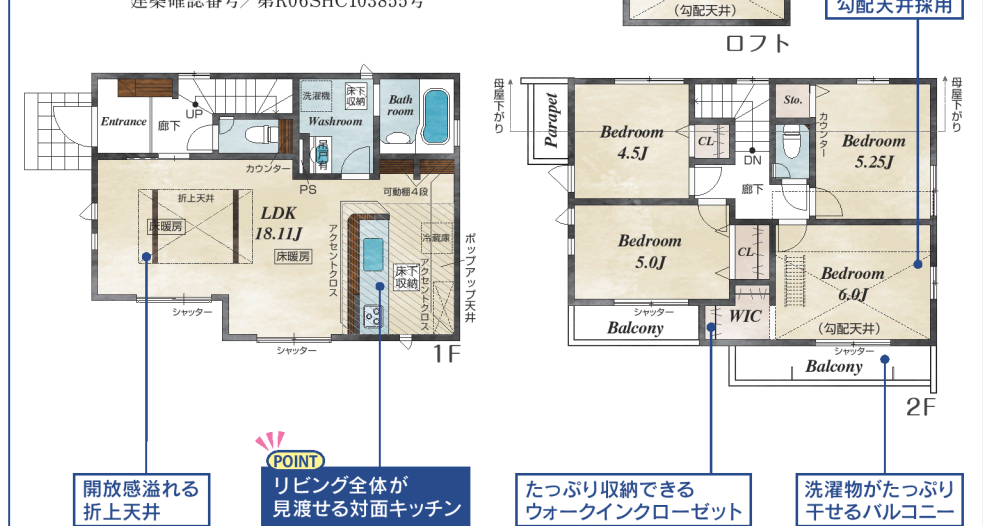 建築確認番号／第R06SHC103855号
（勾配天井）
ロフト
勾配天井採用
Entrance
廊下
UP
洗濯機
床下
収納
Washroom
Bath
room
カウンター
PS
有
可動棚4段
折上天井
床暖房
LDK
18.11J
床暖房
アクセントクロス
冷蔵庫
床下
収納
アクセントクロス
ポップアップ天井
シャッター
シャッター
1F
母屋下がり
Parapet
Bedroom
4.5J
CL
DN
Sto.
カウンター
Bedroom
5.25J
母屋下がり
廊下
Bedroom
5.0J
CL
Bedroom
6.0J
（勾配天井）
WIC
シャッター
Balcony
シャッター
Balcony
2F
開放感溢れる
折上天井
POINT
リビング全体が
見渡せる対面キッチン
たっぷり収納できる
ウォークインクローゼット
洗濯物がたっぷり
干せるバルコニー